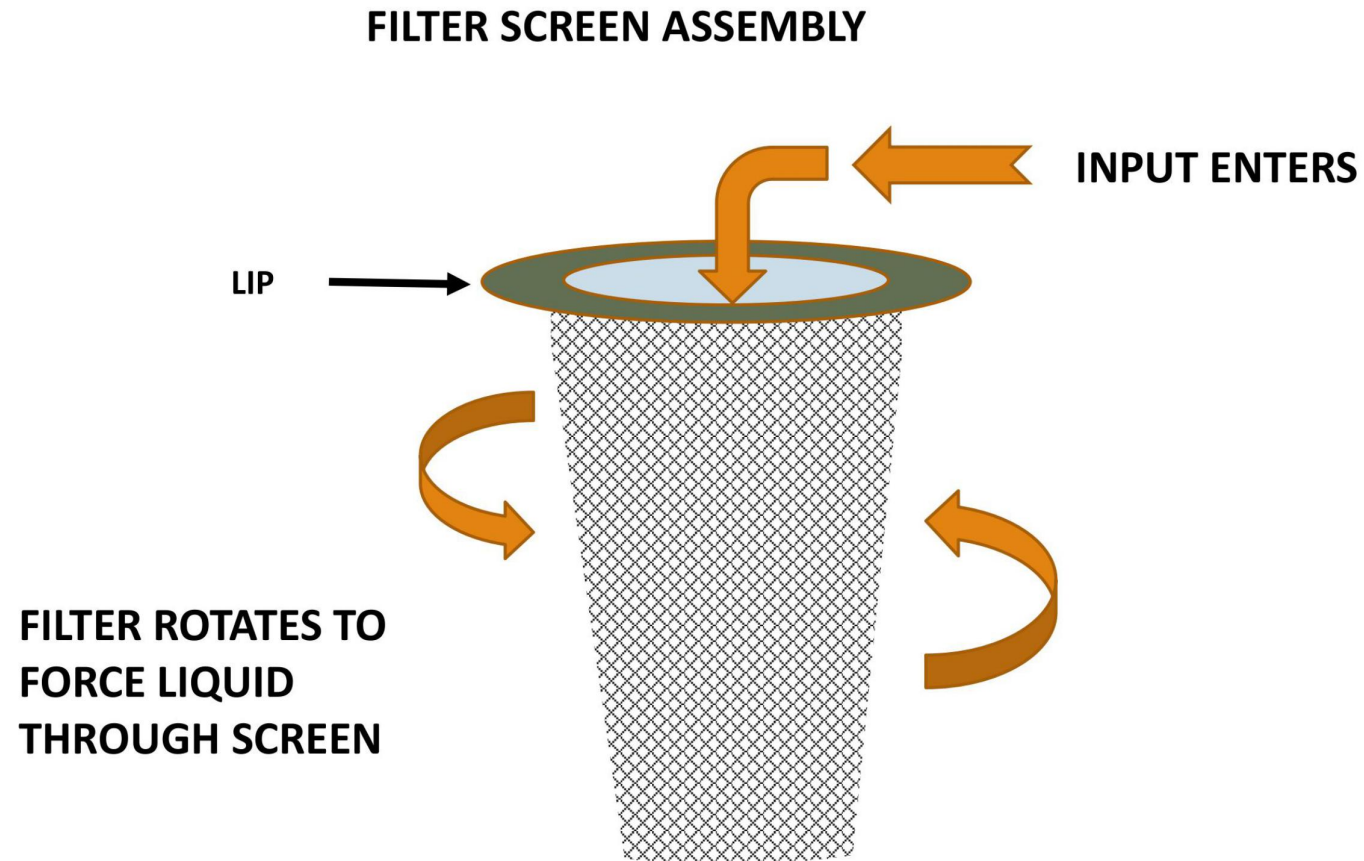 FILTER SCREEN ASSEMBLY
INPUT ENTERS
LIP
FILTER ROTATES TO
FORCE LIQUID
THROUGH SCREEN